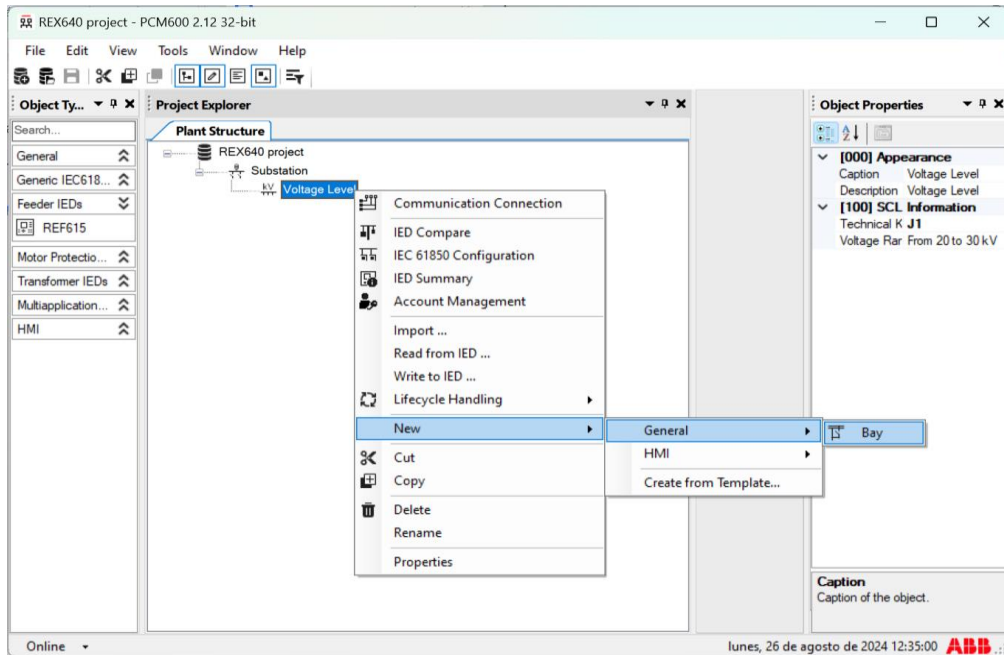 REX640 project - PCM600 2.12 32-bit
File Edit View Tools Window Help
Object Ty...
Search...
General
Generic IEC618...
Feeder IEDs
REF615
Motor Protectio...
Transformer IEDs
Multiapplication...
HMI
Project Explorer
Plant Structure
REX640 project
Substation
kV Voltage Level
Communication Connection
IED Compare
IEC 61850 Configuration
IED Summary
Account Management
Import ...
Read from IED ...
Write to IED ...
Lifecycle Handling
New
Cut
Copy
Delete
Rename
Properties
General
HMI
Create from Template...
Bay
Object Properties
[000] Appearance
Caption Voltage Level
Description Voltage Level
[100] SCL Information
Technical K J1
Voltage Rar From 20 to 30 kV
Caption
Caption of the object.
Online
lunes, 26 de agosto de 2024 12:35:00 ABB